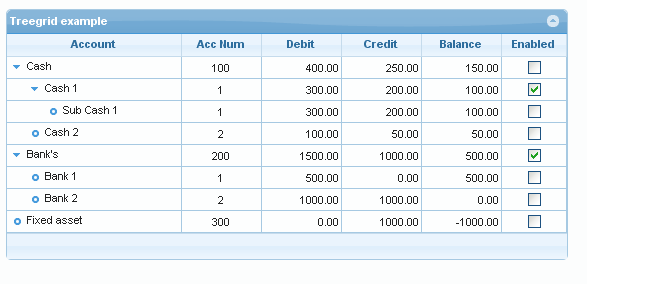 Treegrid example
Account Acc Num Debit Credit Balance Enabled
Cash 100 400.00 250.00 150.00
Cash 1 1 300.00 200.00 100.00
Sub Cash 1 1 300.00 200.00 100.00
Cash 2 2 100.00 50.00 50.00
Bank's 200 1500.00 1000.00 500.00
Bank 1 1 500.00 0.00 500.00
Bank 2 2 1000.00 1000.00 0.00
Fixed asset 300 0.00 1000.00 -1000.00